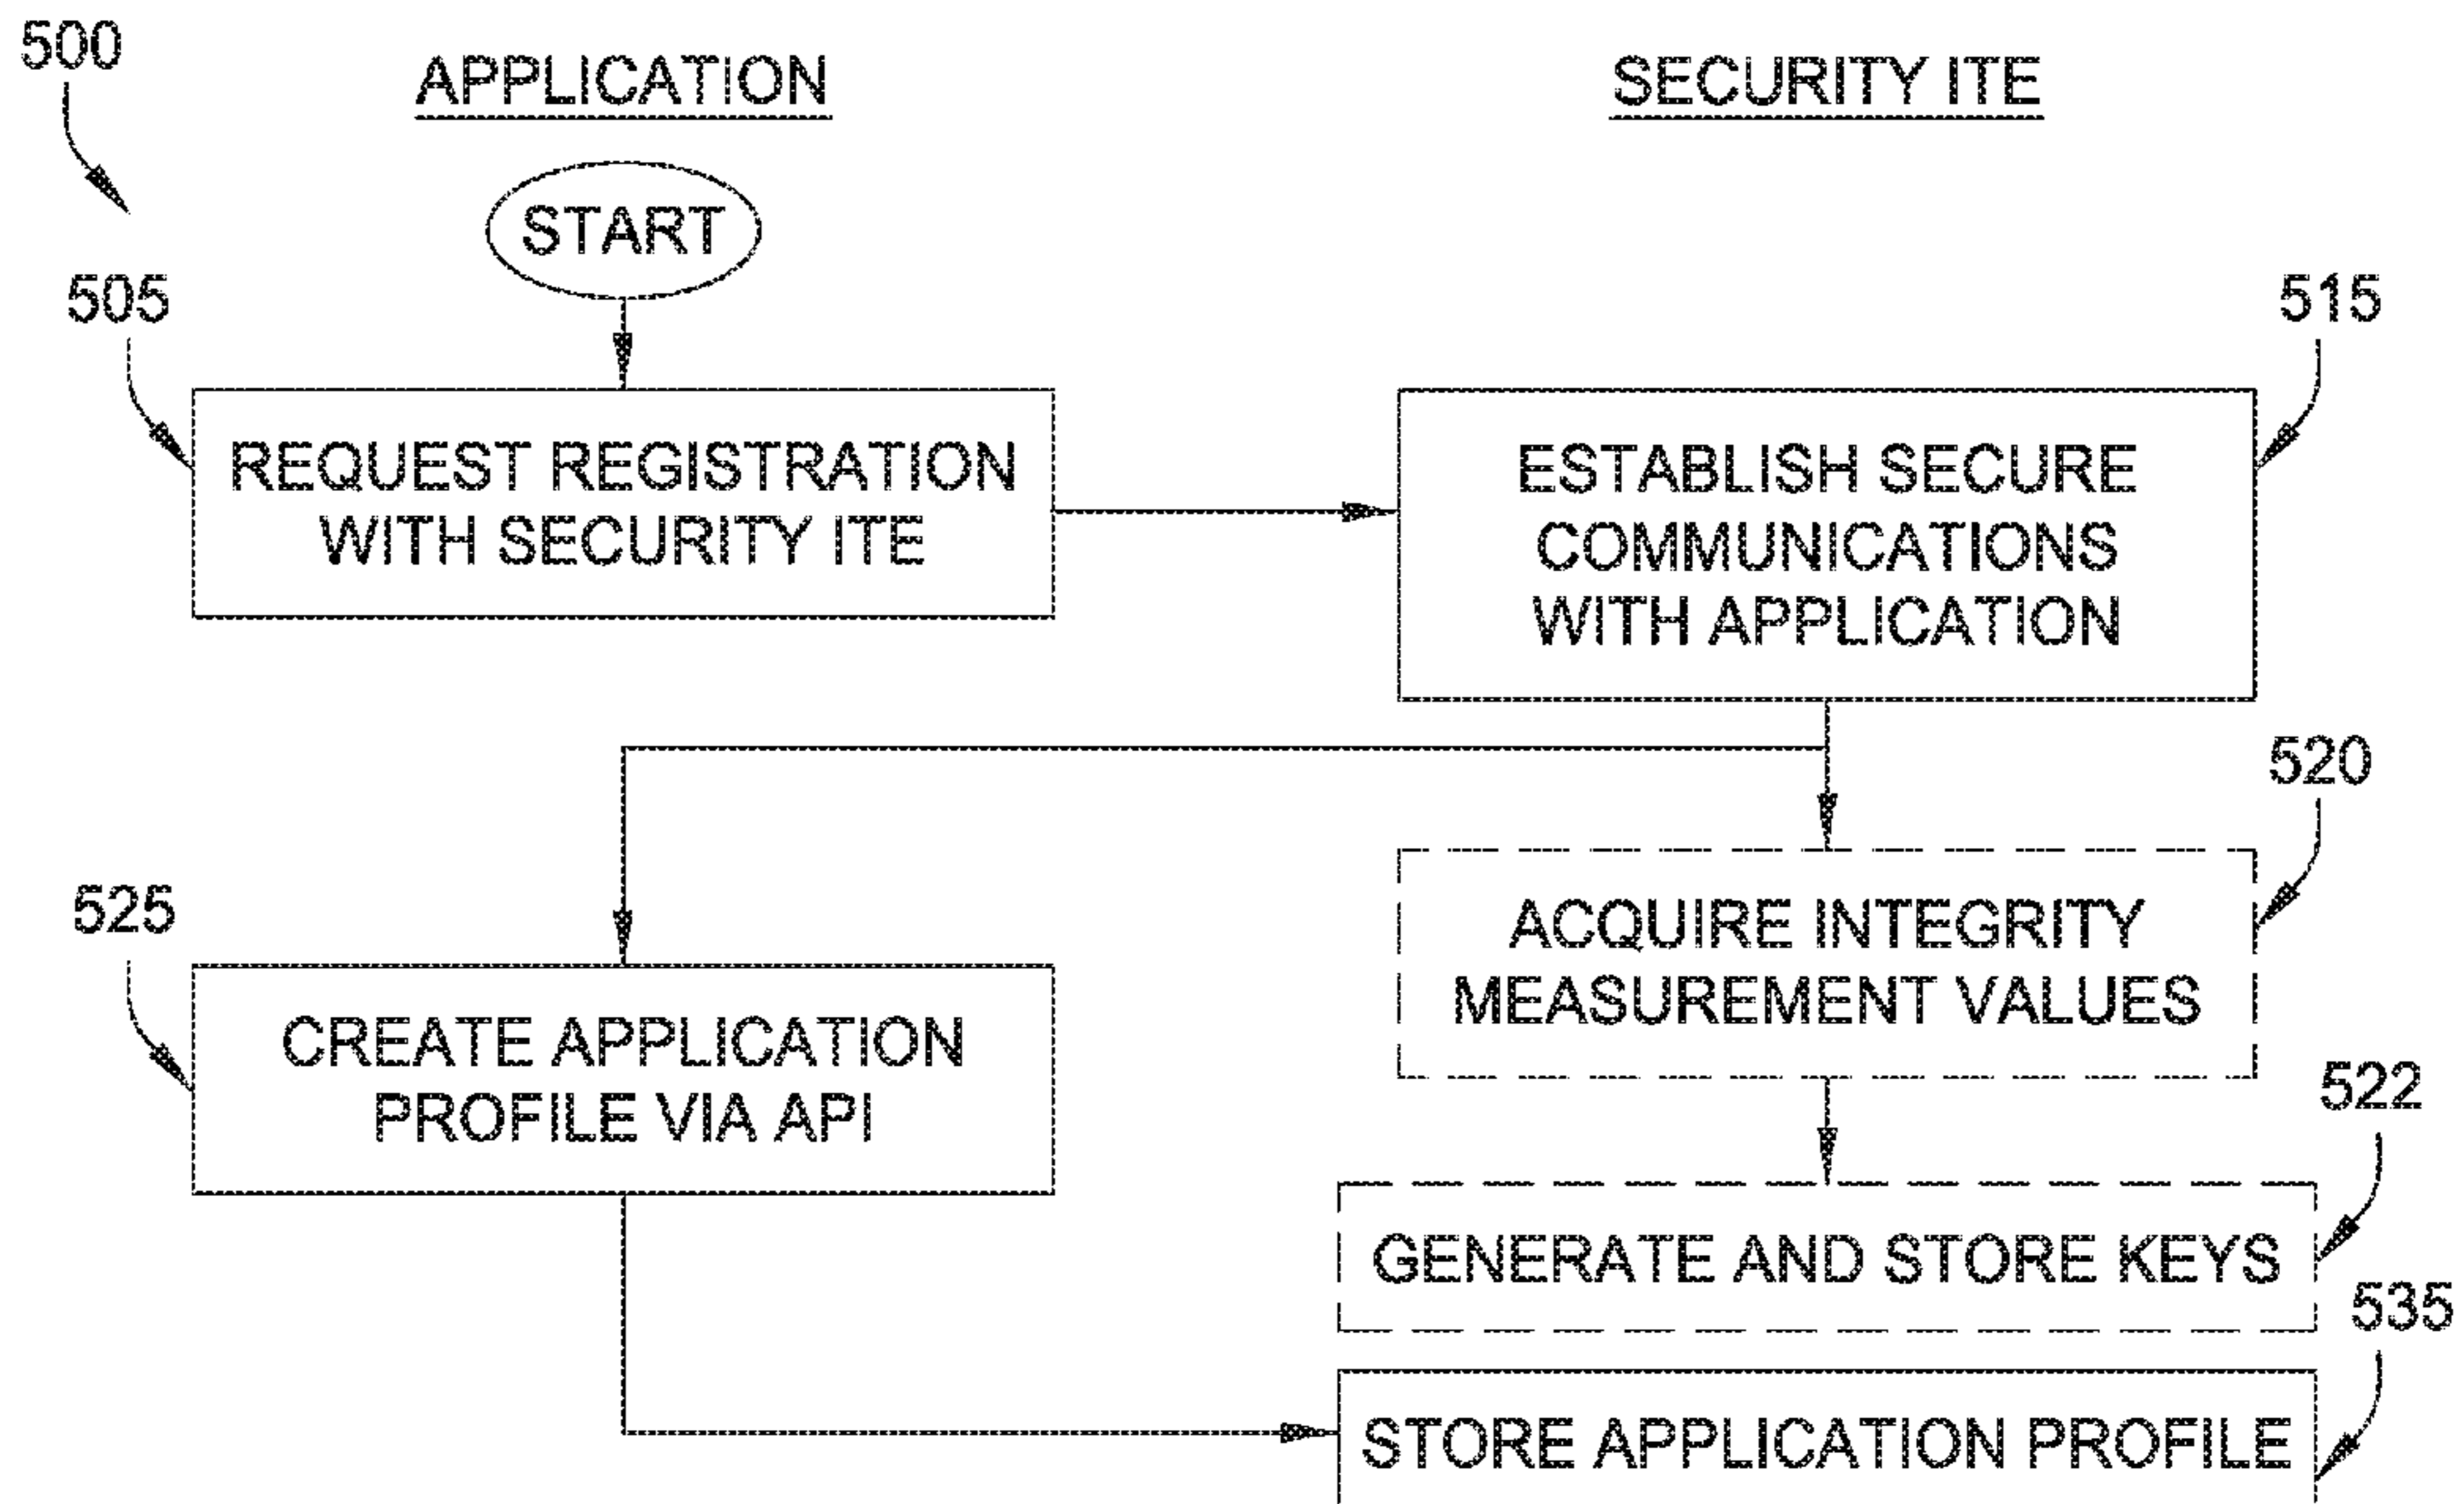 500
APPLICATION
SECURITY ITE
START
505
515
REQUEST REGISTRATION
WITH SECURITY ITE
ESTABLISH SECURE
COMMUNICATIONS
WITH APPLICATION
520
525
ACQUIRE INTEGRITY
MEASUREMENT VALUES
CREATE APPLICATION
PROFILE VIA API
522
GENERATE AND STORE KEYS
535
STORE APPLICATION PROFILE